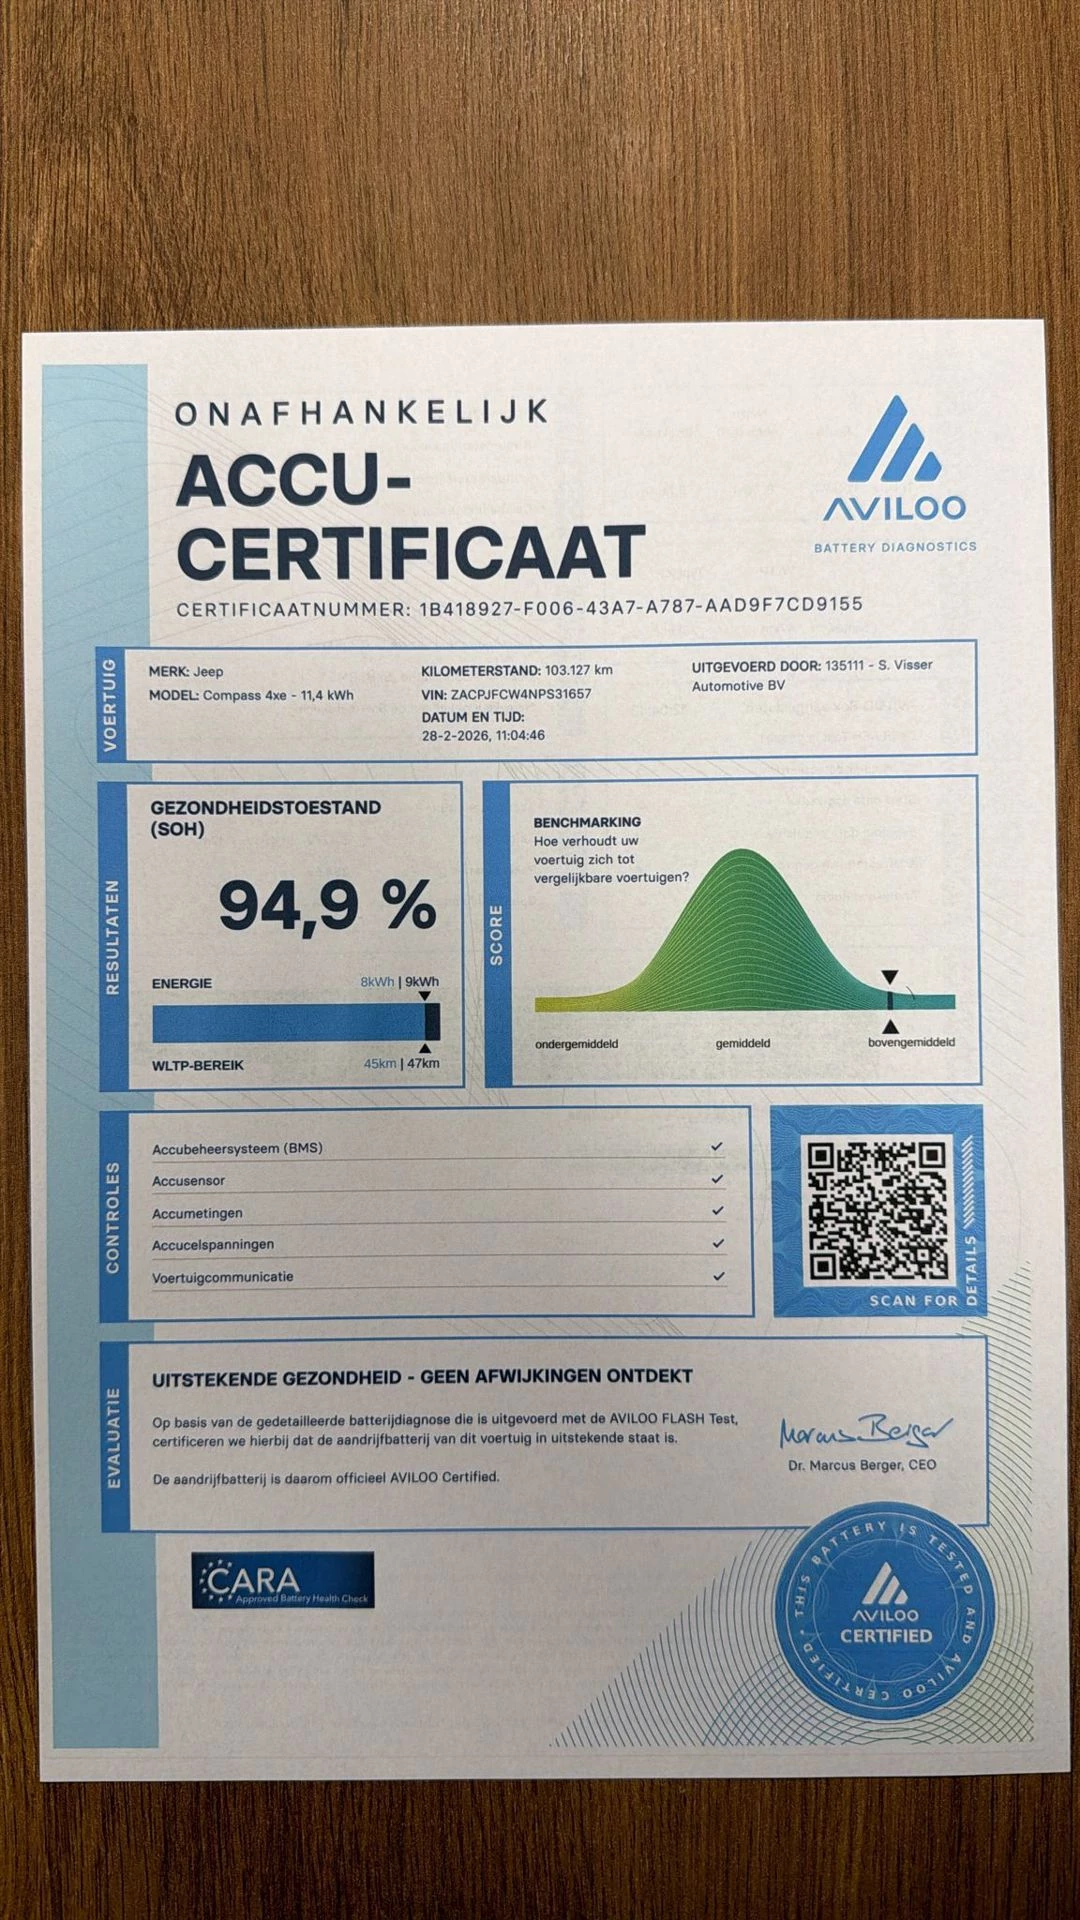 ONAFHANKELIJK
ACCU-
CERTIFICAAT
CERTIFICAATNUMMER: 1B418927-F006-43A7-A787-AAD9F7CD9155
AVILOO
BATTERY DIAGNOSTICS
VOERTUIG
MERK: Jeep
MODEL: Compass 4xe - 11,4 kWh
KILOMETERSTAND: 103.127 km
VIN: ZACPJFCW4NPS31657
DATUM EN TIJD:
28-2-2026, 11:04:46
UITGEVOERD DOOR: 135111 - S. Visser
Automotive BV
RESULTATEN
GEZONDHEIDSTOESTAND
(SOH)
94,9 %
ENERGIE 8kWh | 9kWh
WLTP-BEREIK 45km | 47km
SCORE
BENCHMARKING
Hoe verhoudt uw
voertuig zich tot
vergelijkbare voertuigen?
ondergemiddeld gemiddeld bovengemiddeld
CONTROLES
Accubeheersysteem (BMS) ✓
Accusensor ✓
Accumetingen ✓
Accucelspanningen ✓
Voertuigcommunicatie ✓
SCAN FOR DETAILS
EVALUATIE
UITSTEKENDE GEZONDHEID - GEEN AFWIJKINGEN ONTDEKT
Op basis van de gedetailleerde batterijdiagnose die is uitgevoerd met de AVILOO FLASH Test,
certificeren we hierbij dat de aandrijfbatterij van dit voertuig in uitstekende staat is.
De aandrijfbatterij is daarom officieel AVILOO Certified.
Marcus Berger
Dr. Marcus Berger, CEO
CARA
Approved Battery Health Check
THIS BATTERY IS TESTED AND AVILOO CERTIFIED
AVILOO
CERTIFIED